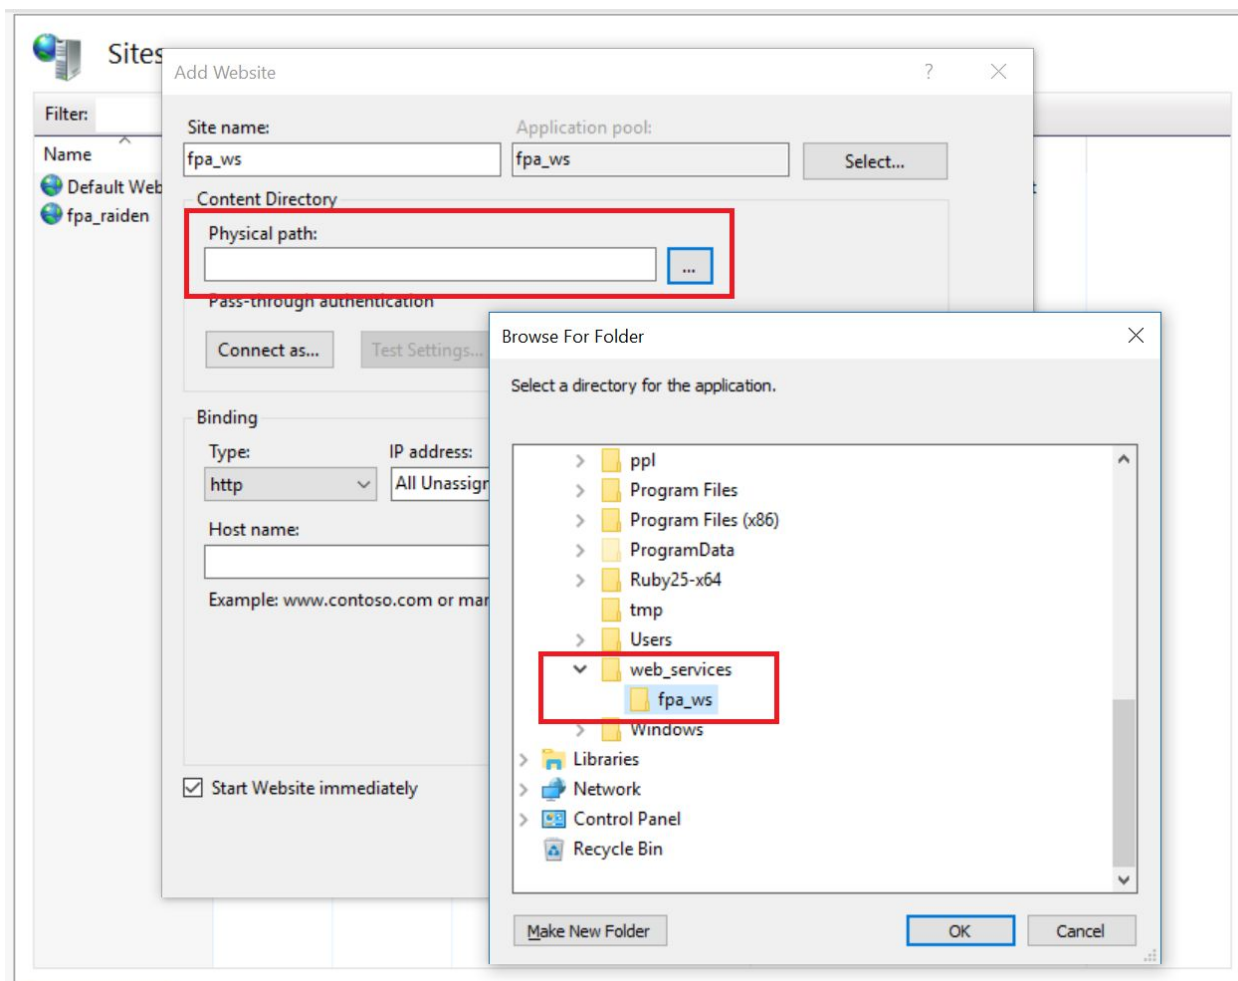 Sites
Add Website
?
Filter:
Site name:
Application pool:
Name
fpa_ws
fpa_ws
Select...
Default Web
fpa_raiden
Content Directory
Physical path:
...
Pass-through authentication
Connect as...
Test Settings...
Browse For Folder
Select a directory for the application.
Binding
Type:
IP address:
http
All Unassign
Host name:
Example: www.contoso.com or mar
Start Website immediately
ppl
Program Files
Program Files (x86)
ProgramData
Ruby25-x64
tmp
Users
web_services
fpa_ws
Windows
Libraries
Network
Control Panel
Recycle Bin
Make New Folder
OK
Cancel